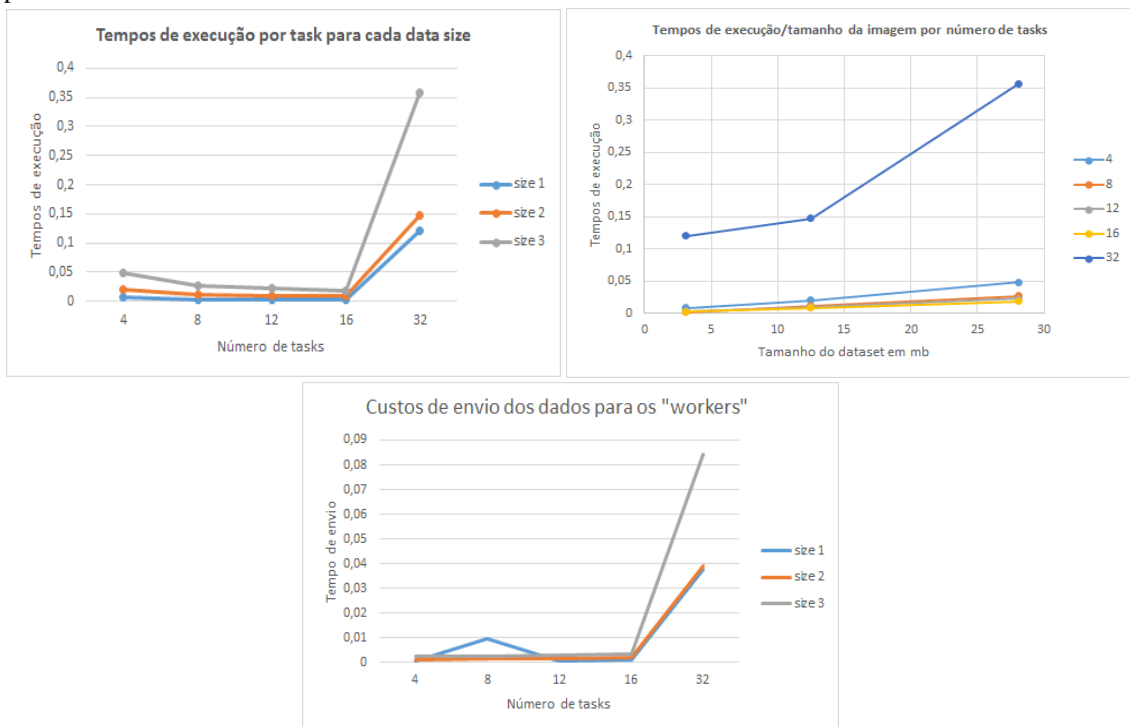 Tempos de execução por task para cada data size
0,4
0,35
0,3
0,25
0,2
0,15
0,1
0,05
0
Tempos de execução
4 8 12 16 32
Número de tasks
size 1
size 2
size 3
Tempos de execução/tamanho da imagem por número de tasks
0,4
0,35
0,3
0,25
0,2
0,15
0,1
0,05
0
Tempos de execução
0 5 10 15 20 25 30
Tamanho do dataset em mb
4
8
12
16
32
Custos de envio dos dados para os "workers"
0,09
0,08
0,07
0,06
0,05
0,04
0,03
0,02
0,01
0
Tempo de envio
4 8 12 16 32
Número de tasks
size 1
size 2
size 3